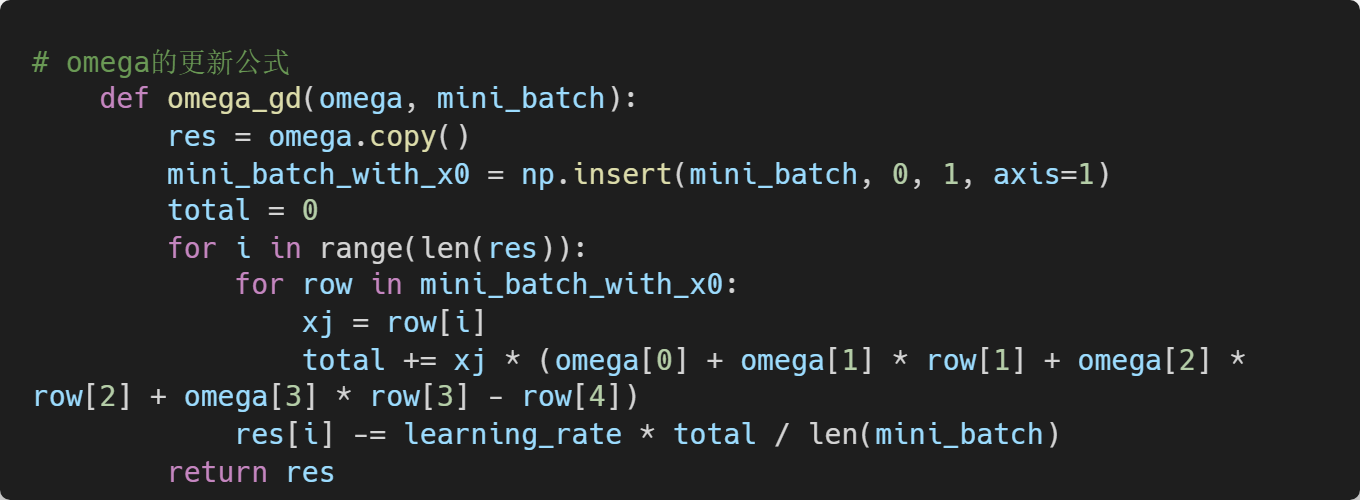 # omega的更新公式
    def omega_gd(omega, mini_batch):
        res = omega.copy()
        mini_batch_with_x0 = np.insert(mini_batch, 0, 1, axis=1)
        total = 0
        for i in range(len(res)):
            for row in mini_batch_with_x0:
                xj = row[i]
                total += xj * (omega[0] + omega[1] * row[1] + omega[2] *
row[2] + omega[3] * row[3] - row[4])
            res[i] -= learning_rate * total / len(mini_batch)
        return res